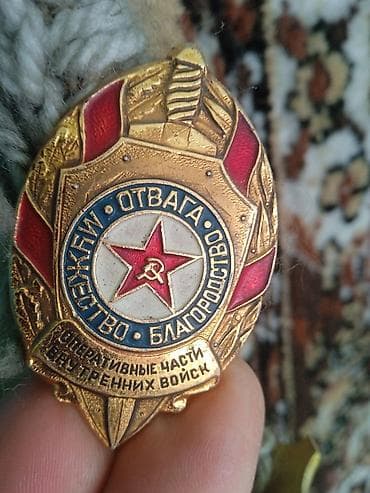 МУЖЕСТВО · ОТВАГА · БЛАГОРОДСТВО
ОПЕРАТИВНЫЕ ЧАСТИ
ВНУТРЕННИХ ВОЙСК